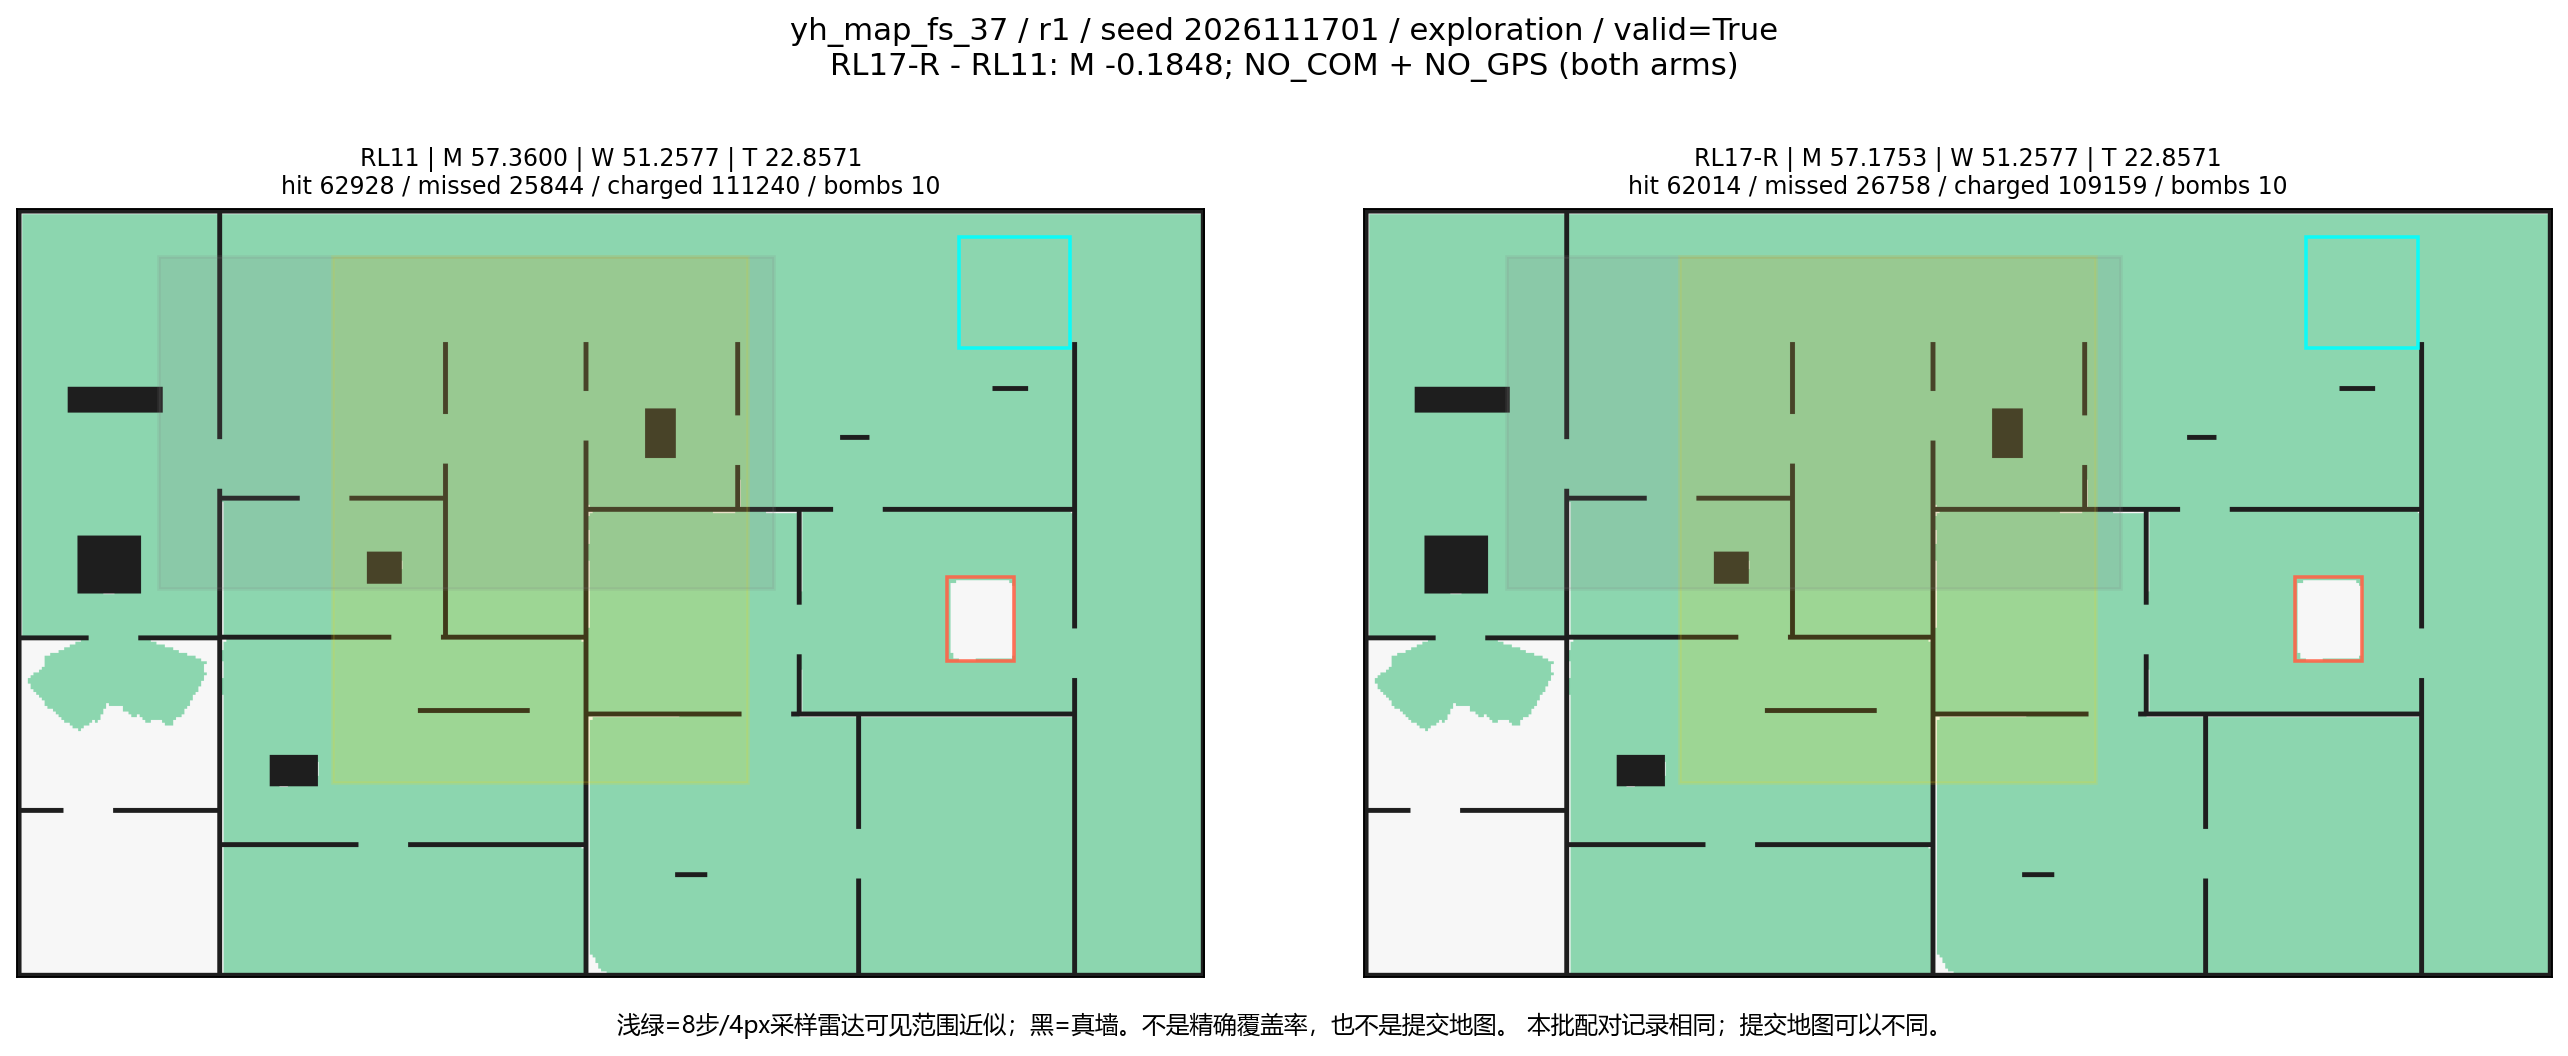 yh_map_fs_37 / r1 / seed 2026111701 / exploration / valid=True
RL17-R - RL11: M -0.1848; NO_COM + NO_GPS (both arms)
RL11 | M 57.3600 | W 51.2577 | T 22.8571
hit 62928 / missed 25844 / charged 111240 / bombs 10
RL17-R | M 57.1753 | W 51.2577 | T 22.8571
hit 62014 / missed 26758 / charged 109159 / bombs 10
浅绿=8步/4px采样雷达可见范围近似；黑=真墙。不是精确覆盖率，也不是提交地图。 本批配对记录相同；提交地图可以不同。